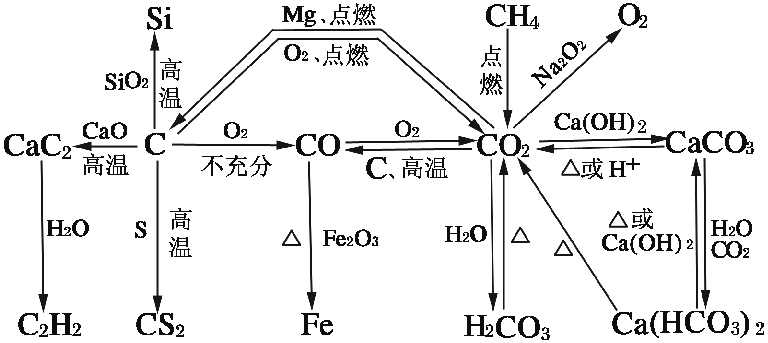 Si
Mg、点燃
CH4
O2
O2、点燃
SiO2
高温
点燃
Na2O2
CaC2
CaO
高温
C
O2
不充分
CO
O2
C、高温
CO2
Ca(OH)2
△或 H+
CaCO3
H2O
S
高温
△
Fe2O3
H2O
△
△
△或
Ca(OH)2
H2O
CO2
C2H2
CS2
Fe
H2CO3
Ca(HCO3)2